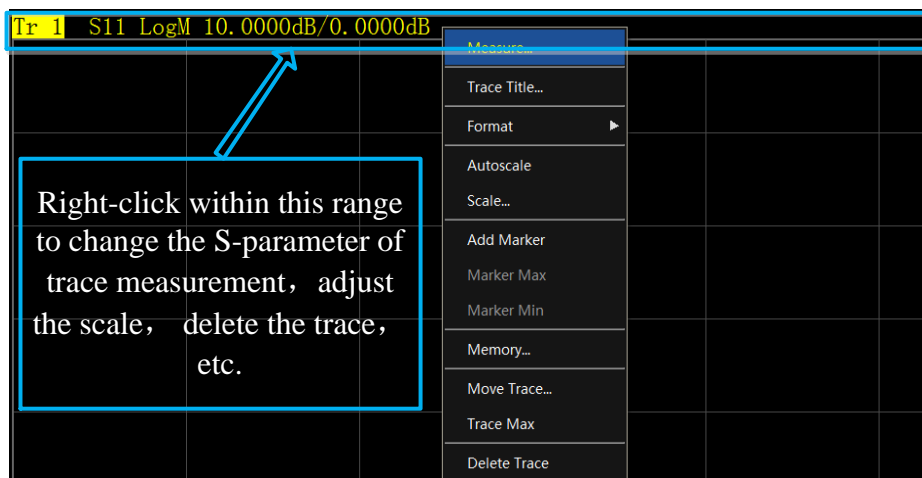 Tr 1 S11 LogM 10.0000dB/0.0000dB
Measure...
Trace Title...
Format
Autoscale
Scale...
Add Marker
Marker Max
Marker Min
Memory...
Move Trace...
Trace Max
Delete Trace
Right-click within this range
to change the S-parameter of
trace measurement，adjust
the scale， delete the trace，
etc.